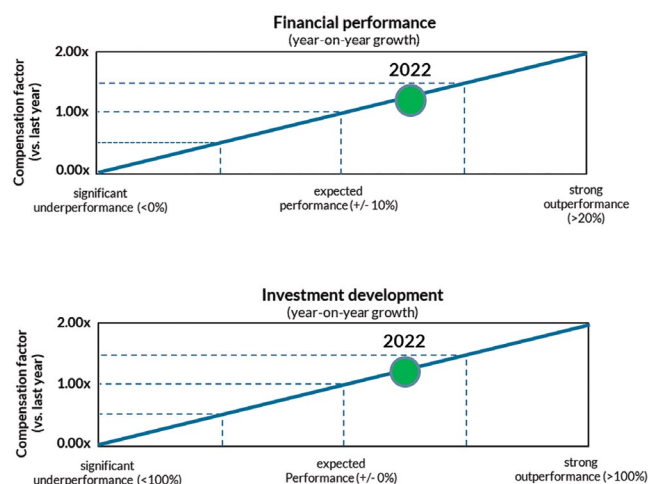 Financial performance
(year-on-year growth)
2.00x
2022
1.00x
0.00x
Compensation factor
(vs. last year)
significant
underperformance (<0%)
expected
performance (+/- 10%)
strong
outperformance
(>20%)
Investment development
(year-on-year growth)
2.00x
2022
1.00x
0.00x
Compensation factor
(vs. last year)
significant
underperformance (<100%)
expected
Performance (+/- 0%)
strong
outperformance (>100%)